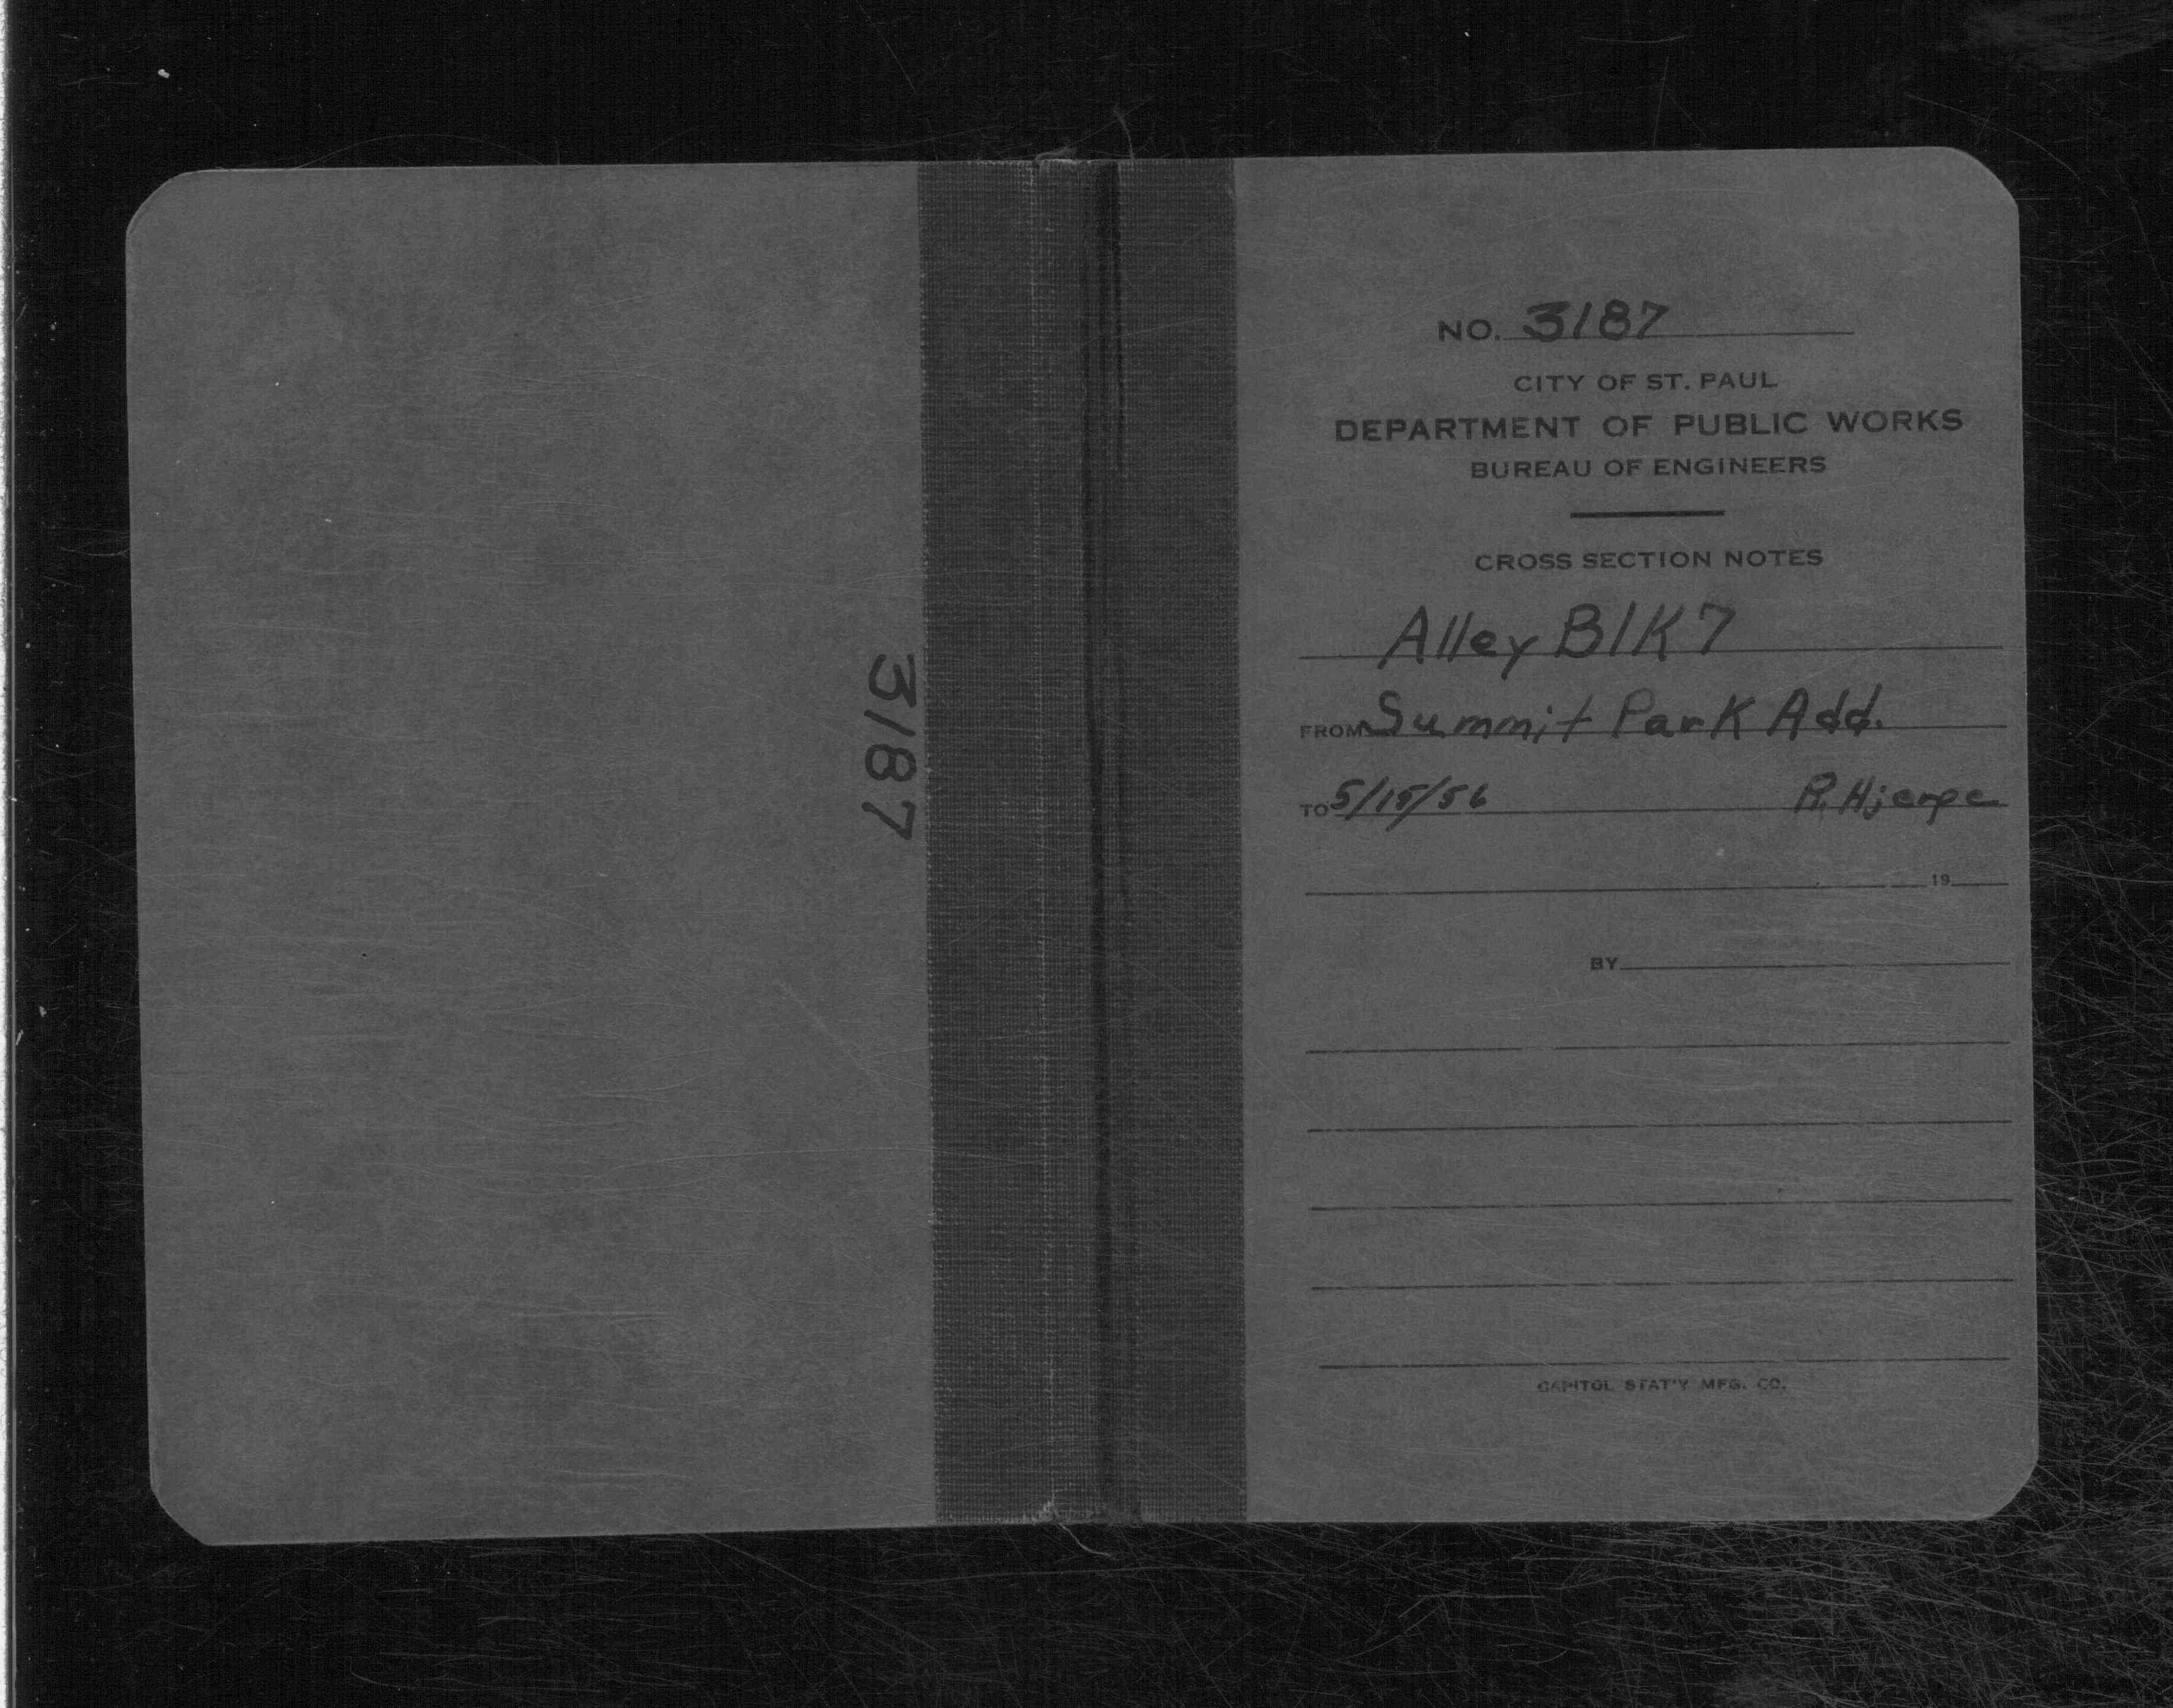 3187
NO. 3187
CITY OF ST. PAUL
DEPARTMENT OF PUBLIC WORKS
BUREAU OF ENGINEERS
CROSS SECTION NOTES
Alley Blk 7
FROM Summit Park Add.
TO 5/15/56 R. Hjerpe
19
BY
CAPITOL STAT'Y MFG. CO.